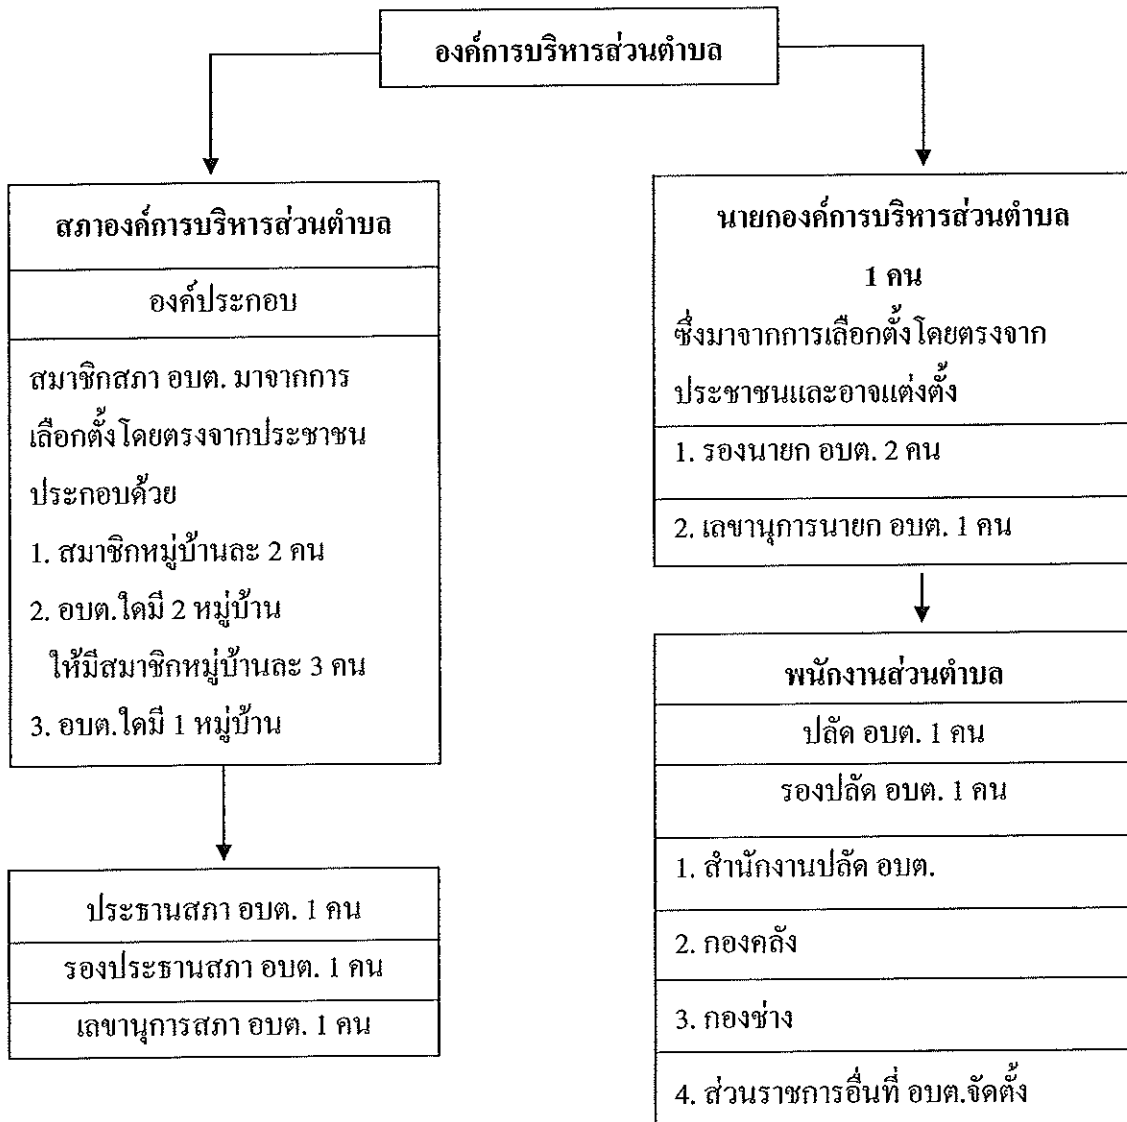 องค์การบริหารส่วนตำบล
สภาองค์การบริหารส่วนตำบล
องค์ประกอบ
สมาชิกสภา อบต. มาจากการ
เลือกตั้งโดยตรงจากประชาชน
ประกอบด้วย
1. สมาชิกหมู่บ้านละ 2 คน
2. อบต.ใดมี 2 หมู่บ้าน
ให้มีสมาชิกหมู่บ้านละ 3 คน
3. อบต.ใดมี 1 หมู่บ้าน
ประธานสภา อบต. 1 คน
รองประธานสภา อบต. 1 คน
เลขานุการสภา อบต. 1 คน
นายกองค์การบริหารส่วนตำบล
1 คน
ซึ่งมาจากการเลือกตั้งโดยตรงจาก
ประชาชนและอาจแต่งตั้ง
1. รองนายก อบต. 2 คน
2. เลขานุการนายก อบต. 1 คน
พนักงานส่วนตำบล
ปลัด อบต. 1 คน
รองปลัด อบต. 1 คน
1. สำนักงานปลัด อบต.
2. กองคลัง
3. กองช่าง
4. ส่วนราชการอื่นที่ อบต.จัดตั้ง